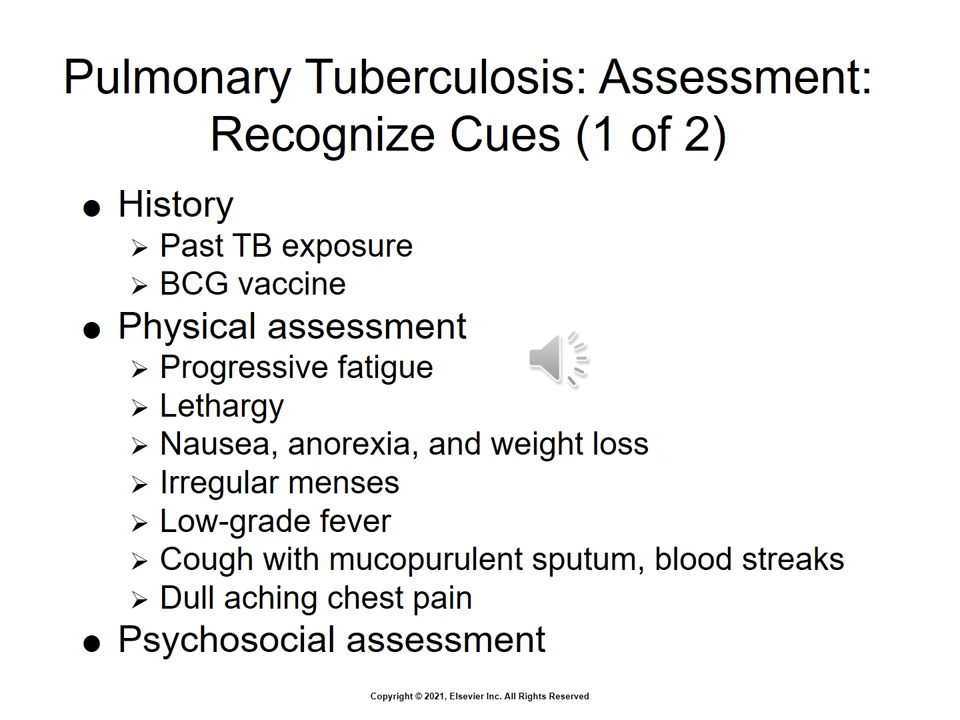 Pulmonary Tuberculosis: Assessment:
Recognize Cues (1 of 2)
● History
➢ Past TB exposure
➢ BCG vaccine
● Physical assessment
➢ Progressive fatigue
➢ Lethargy
➢ Nausea, anorexia, and weight loss
➢ Irregular menses
➢ Low-grade fever
➢ Cough with mucopurulent sputum, blood streaks
➢ Dull aching chest pain
● Psychosocial assessment
Copyright © 2021, Elsevier Inc. All Rights Reserved